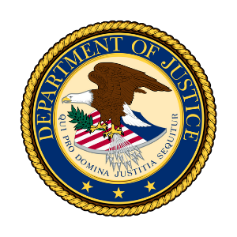 DEPARTMENT OF JUSTICE
QUI PRO DOMINA JUSTITIA SEQUITUR